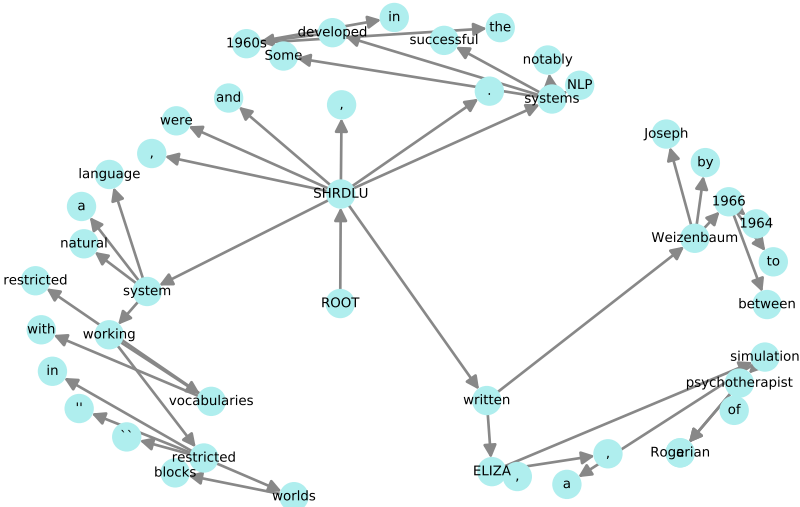 in
the
developed
1960s
successful
Some
notably
NLP
.
systems
and
,
were
Joseph
,
by
language
SHRDLU
1966
a
1964
natural
Weizenbaum
to
restricted
system
ROOT
between
with
working
simulation
in
psychotherapist
vocabularies
written
''
of
``
,
Rogerian
a
restricted
blocks
ELIZA
,
a
worlds